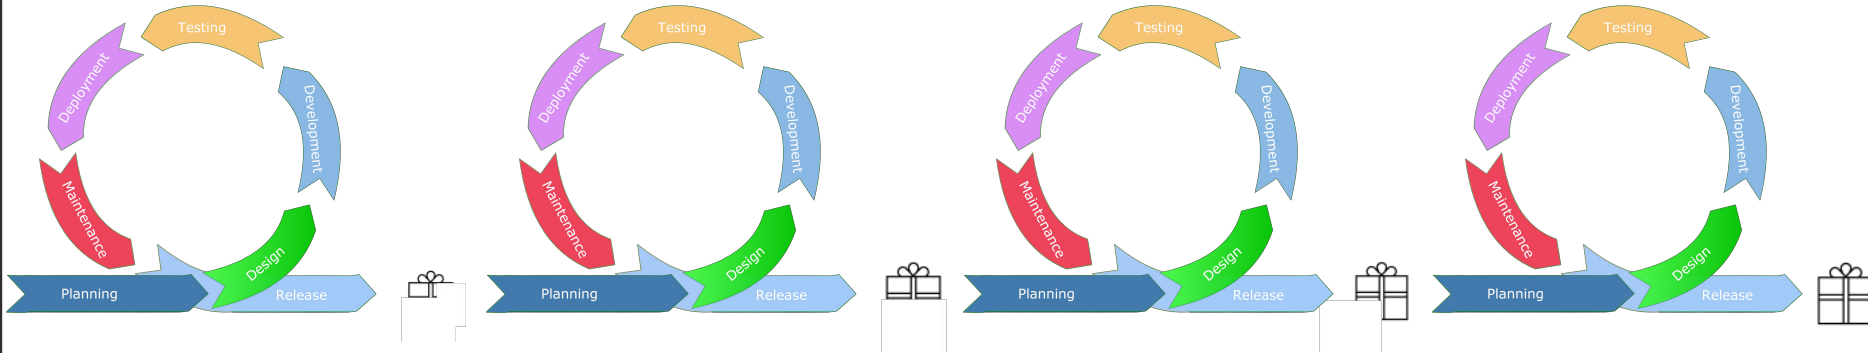 Testing
Deployment
Development
Maintenance
Design
Planning
Release
Testing
Deployment
Development
Maintenance
Design
Planning
Release
Testing
Deployment
Development
Maintenance
Design
Planning
Release
Testing
Deployment
Development
Maintenance
Design
Planning
Release